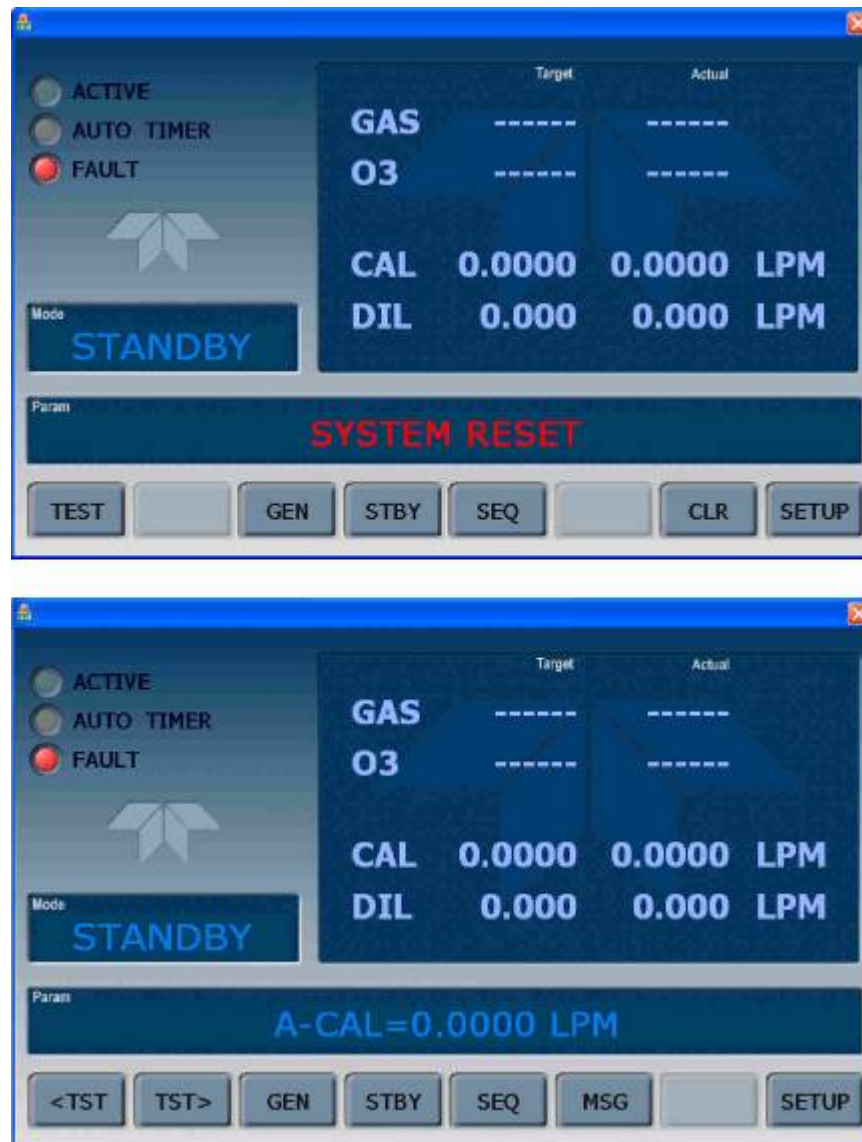 Target Actual
ACTIVE
AUTO TIMER
FAULT
GAS ------ ------
O3 ------ ------
CAL 0.0000 0.0000 LPM
DIL 0.000 0.000 LPM
Mode
STANDBY
Param
SYSTEM RESET
TEST GEN STBY SEQ CLR SETUP
Target Actual
ACTIVE
AUTO TIMER
FAULT
GAS ------ ------
O3 ------ ------
CAL 0.0000 0.0000 LPM
DIL 0.000 0.000 LPM
Mode
STANDBY
Param
A-CAL=0.0000 LPM
<TST TST> GEN STBY SEQ MSG SETUP